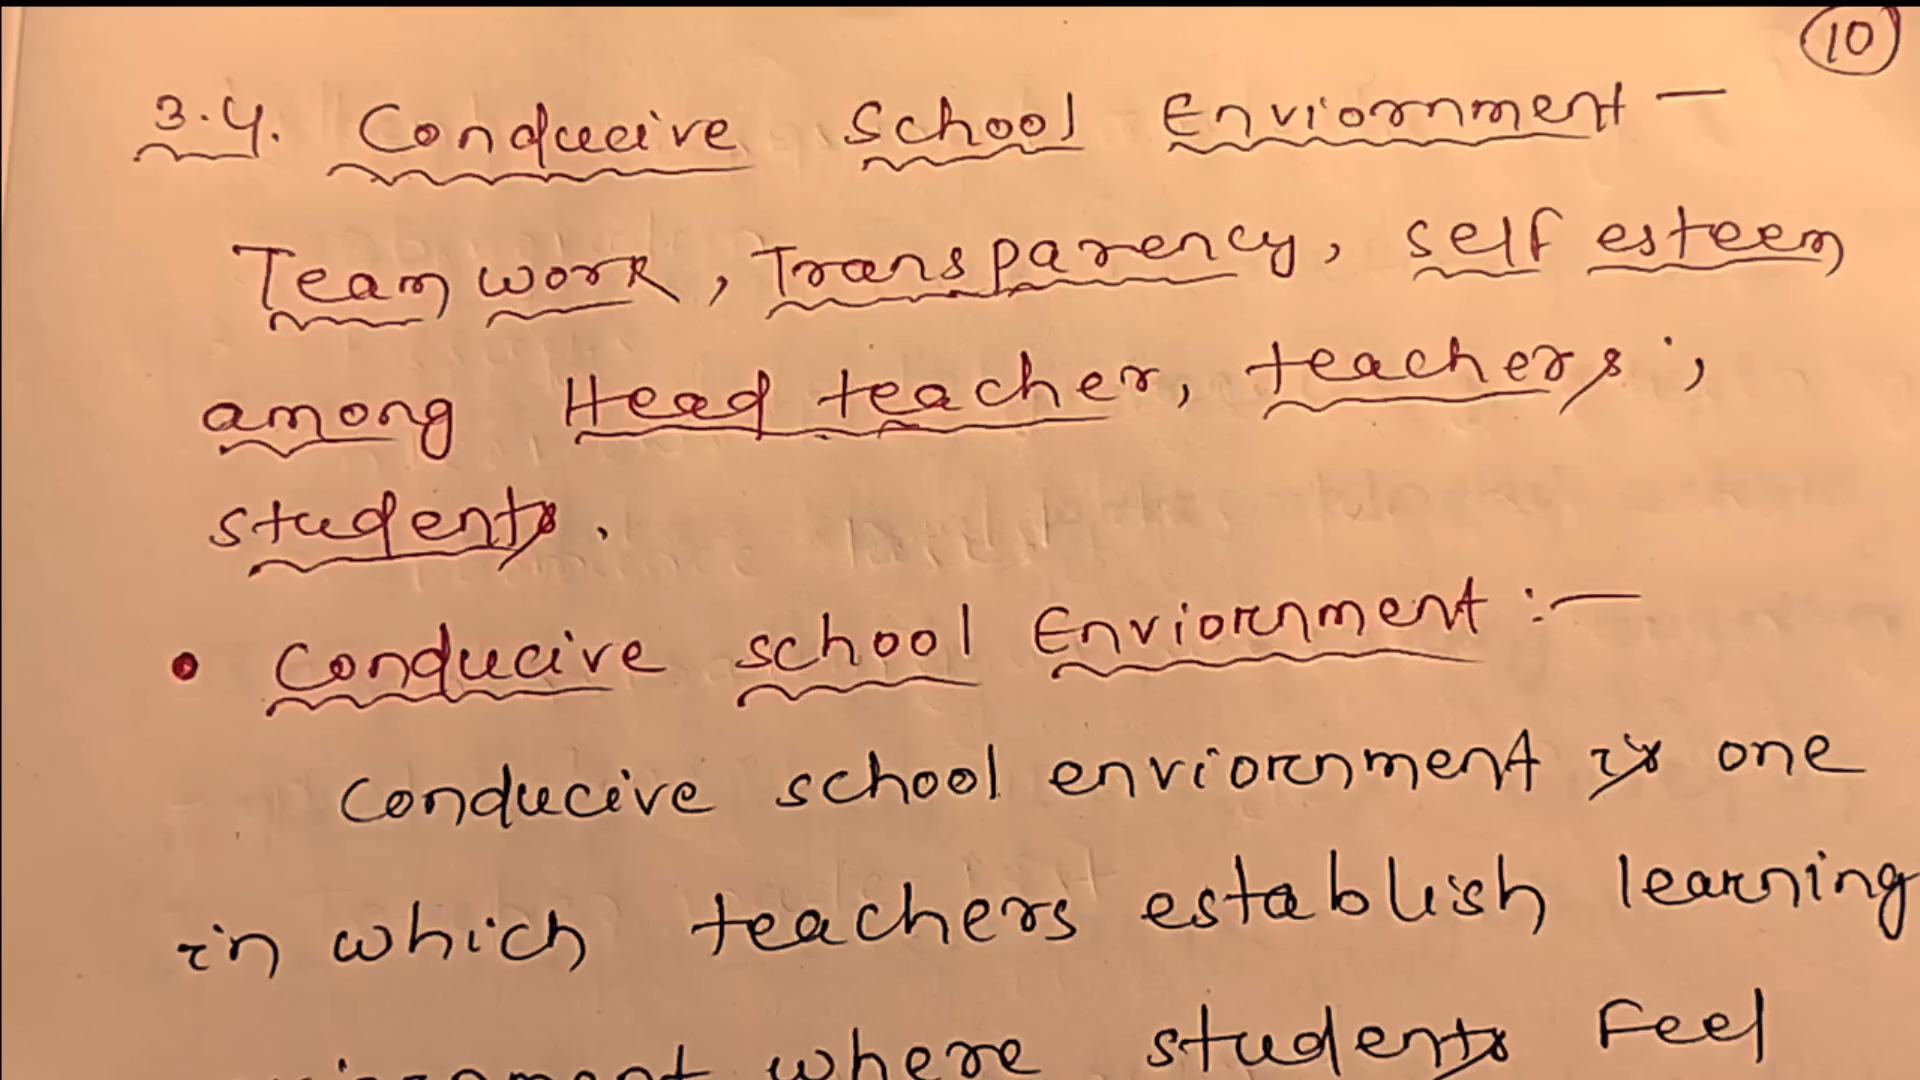 10
3.4. Conducive School Enviornment —
Team work, Transparency, self esteem
among Head teacher, teachers,
students.
• Conducive school Enviornment :—
Conducive school enviornment is one
in which teachers establish learning
where students feel